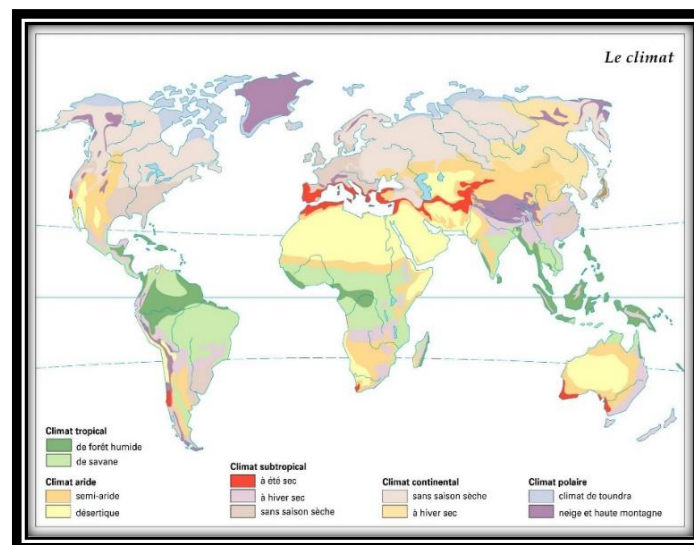 Le climat
Climat tropical
de forêt humide
de savane
Climat aride
semi-aride
désertique
Climat subtropical
à été sec
à hiver sec
sans saison sèche
Climat continental
sans saison sèche
à hiver sec
Climat polaire
climat de toundra
neige et haute montagne